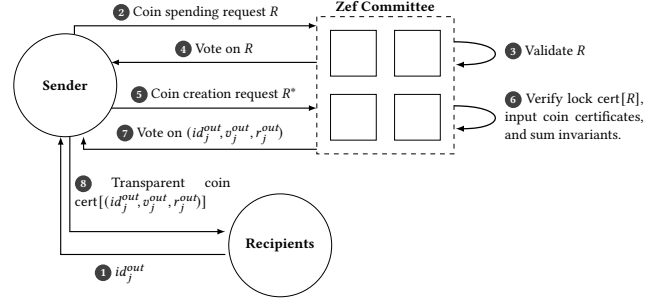 Zef Committee
2 Coin spending request R
4 Vote on R
3 Validate R
Sender
5 Coin creation request R*
6 Verify lock cert[R],
input coin certificates,
and sum invariants.
7 Vote on (id_j^out, v_j^out, r_j^out)
8 Transparent coin
cert[(id_j^out, v_j^out, r_j^out)]
Recipients
1 id_j^out